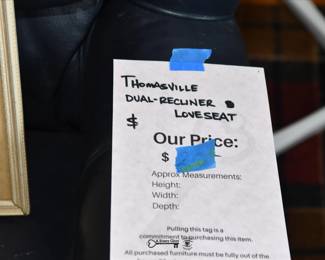 THOMASVILLE
DUAL-RECLINER
LOVESEAT
$
Our Price:
$
Approx Measurements:
Height:
Width:
Depth:
Pulling this tag is a
commitment to purchasing this item.
All purchased furniture must be fully out of the